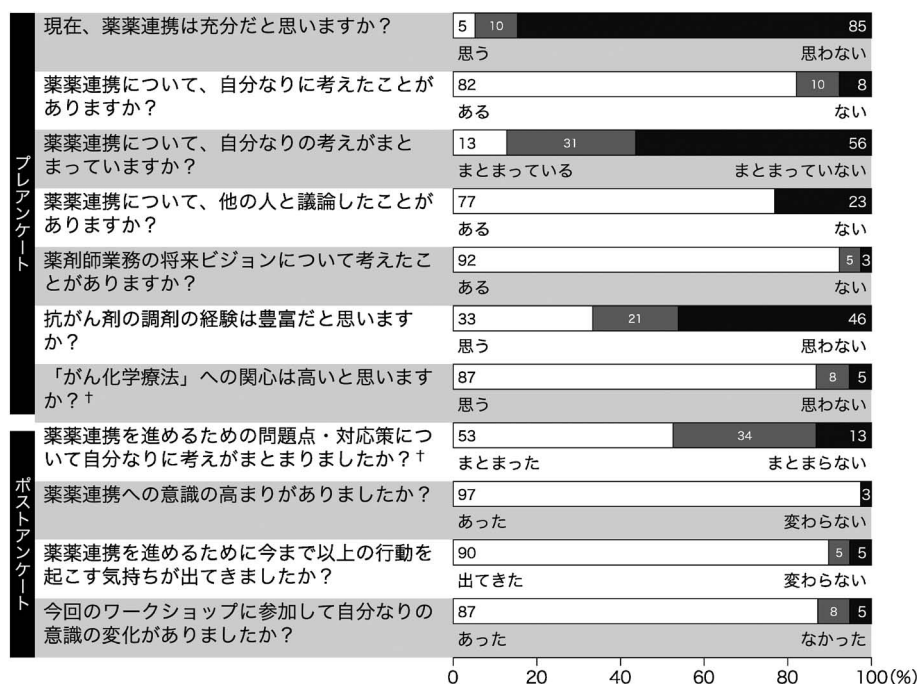 プレアンケート
現在、薬薬連携は充分だと思いますか？
5 10 85
思う 思わない
薬薬連携について、自分なりに考えたことが
ありますか？
82 10 8
ある ない
薬薬連携について、自分なりの考えがまと
まっていますか？
13 31 56
まとまっている まとまっていない
薬薬連携について、他の人と議論したことが
ありますか？
77 23
ある ない
薬剤師業務の将来ビジョンについて考えたこ
とがありますか？
92 5 3
ある ない
抗がん剤の調剤の経験は豊富だと思います
か？
33 21 46
思う 思わない
「がん化学療法」への関心は高いと思います
か？†
87 8 5
思う 思わない
ポストアンケート
薬薬連携を進めるための問題点・対応策につ
いて自分なりに考えがまとまりましたか？†
53 34 13
まとまった まとまらない
薬薬連携への意識の高まりがありましたか？
97 3
あった 変わらない
薬薬連携を進めるために今まで以上の行動を
起こす気持ちが出てきましたか？
90 5 5
出てきた 変わらない
今回のワークショップに参加して自分なりの
意識の変化がありましたか？
87 8 5
あった なかった
0 20 40 60 80 100(%)